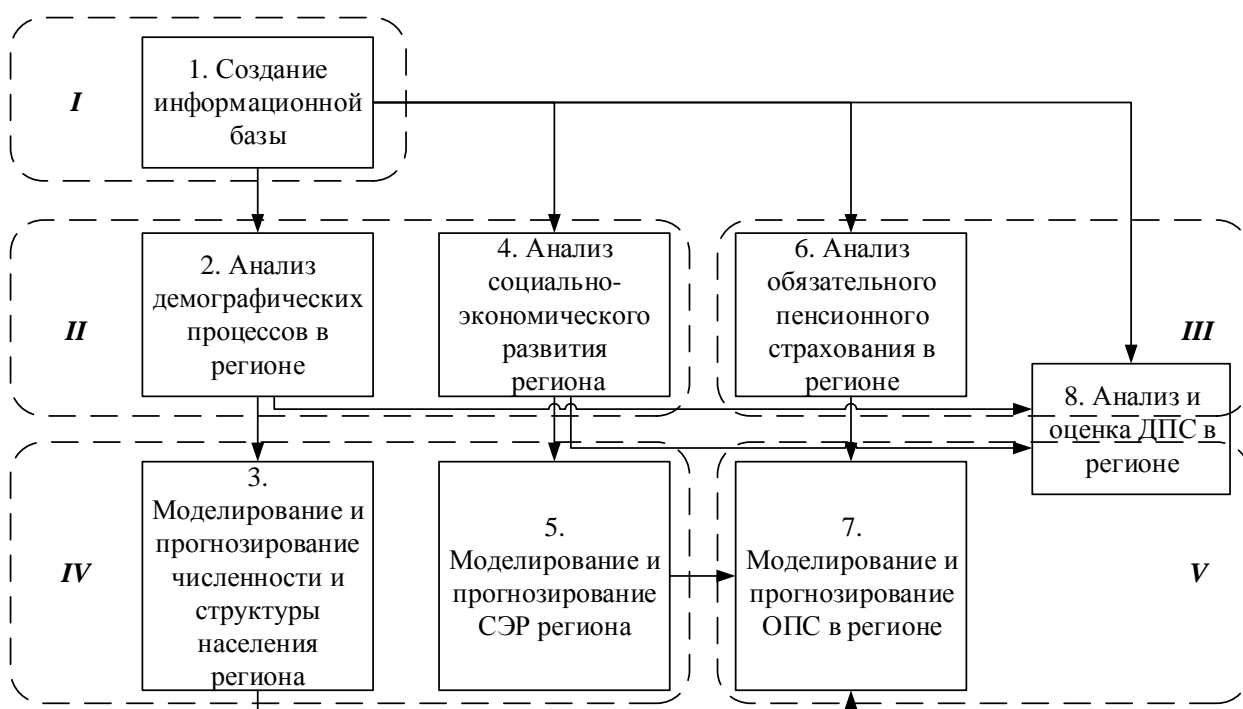 I
1. Создание
информационной
базы
II
2. Анализ
демографических
процессов в
регионе
4. Анализ
социально-
экономического
развития
региона
6. Анализ
обязательного
пенсионного
страхования в
регионе
III
8. Анализ и
оценка ДПС в
регионе
IV
3.
Моделирование и
прогнозирование
численности и
структуры
населения
региона
5.
Моделирование и
прогнозирование
СЭР региона
7.
Моделирование и
прогнозирование
ОПС в регионе
V